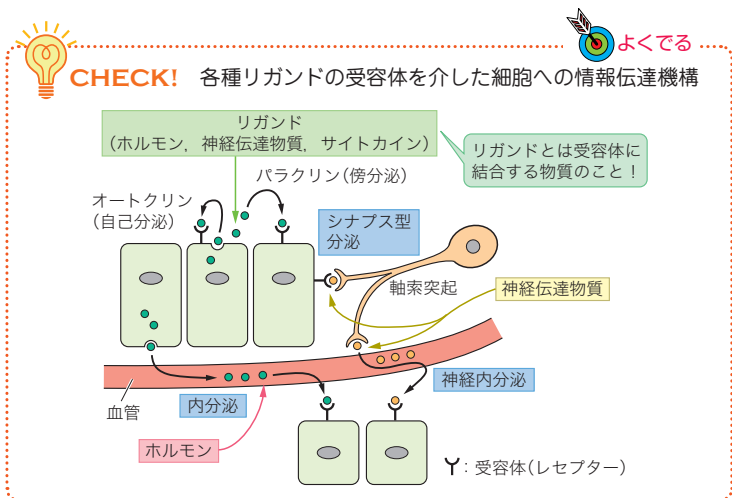 よくでる
CHECK! 各種リガンドの受容体を介した細胞への情報伝達機構
リガンド
(ホルモン，神経伝達物質，サイトカイン)
リガンドとは受容体に
結合する物質のこと！
パラクリン(傍分泌)
オートクリン
(自己分泌)
シナプス型
分泌
軸索突起
神経伝達物質
神経内分泌
血管
内分泌
ホルモン
：受容体(レセプター)